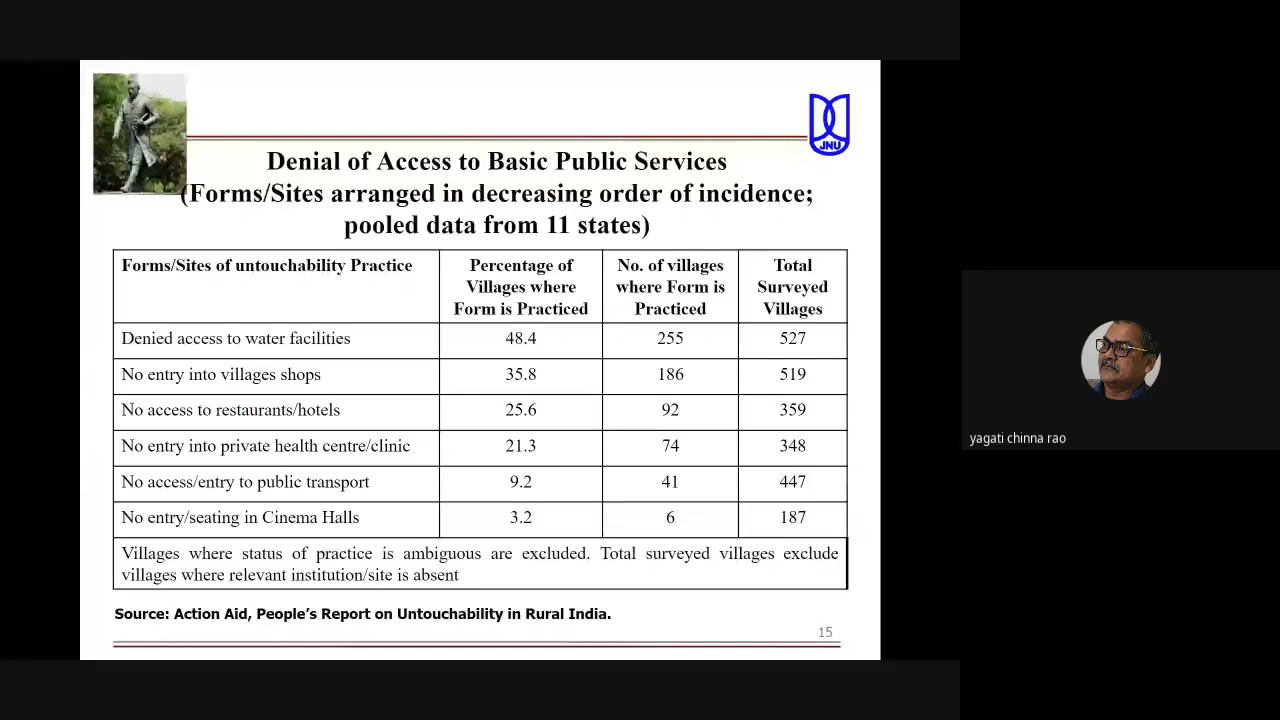 JNU
Denial of Access to Basic Public Services
(Forms/Sites arranged in decreasing order of incidence;
pooled data from 11 states)
Forms/Sites of untouchability Practice
Percentage of
Villages where
Form is Practiced
No. of villages
where Form is
Practiced
Total
Surveyed
Villages
Denied access to water facilities 48.4 255 527
No entry into villages shops 35.8 186 519
No access to restaurants/hotels 25.6 92 359
No entry into private health centre/clinic 21.3 74 348
No access/entry to public transport 9.2 41 447
No entry/seating in Cinema Halls 3.2 6 187
Villages where status of practice is ambiguous are excluded. Total surveyed villages exclude
villages where relevant institution/site is absent
Source: Action Aid, People’s Report on Untouchability in Rural India.
15
yagati chinna rao